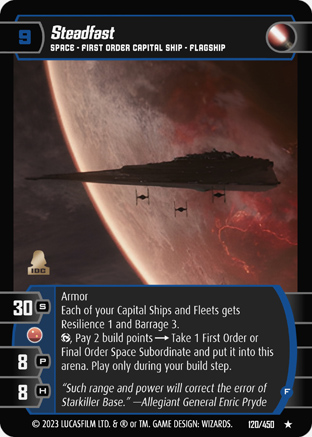 9
Steadfast
SPACE - FIRST ORDER CAPITAL SHIP - FLAGSHIP
IDC
30 S
8 P
8 H
Armor
Each of your Capital Ships and Fleets gets
Resilience 1 and Barrage 3.
, Pay 2 build points → Take 1 First Order or
Final Order Space Subordinate and put it into this
arena. Play only during your build step.
“Such range and power will correct the error of
Starkiller Base.” —Allegiant General Enric Pryde
F
© 2023 LUCASFILM LTD. & ® or TM. GAME DESIGN: WIZARDS.
120/450